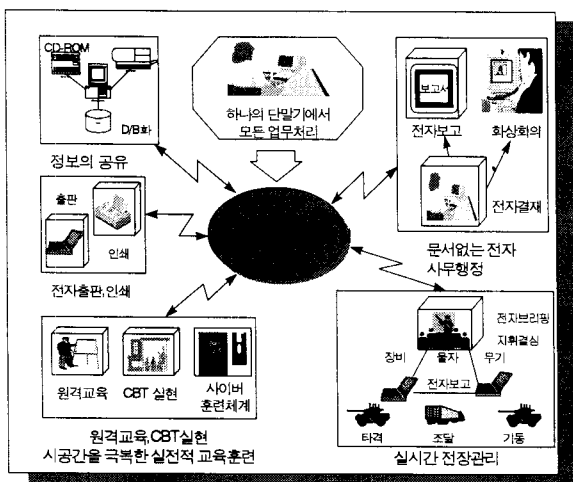 CD-ROM
D/B화
정보의 공유
하나의 단말기에서
모든 업무처리
보고서
전자보고
화상회의
전자결재
문서없는 전자
사무행정
출판
인쇄
전자출판,인쇄
원격교육
CBT 실현
사이버
훈련체계
원격교육,CBT실현
시공간을 극복한 실전적 교육훈련
전자브리핑
지휘결심
장비
물자
무기
전자보고
타격
조달
기동
실시간 전장관리